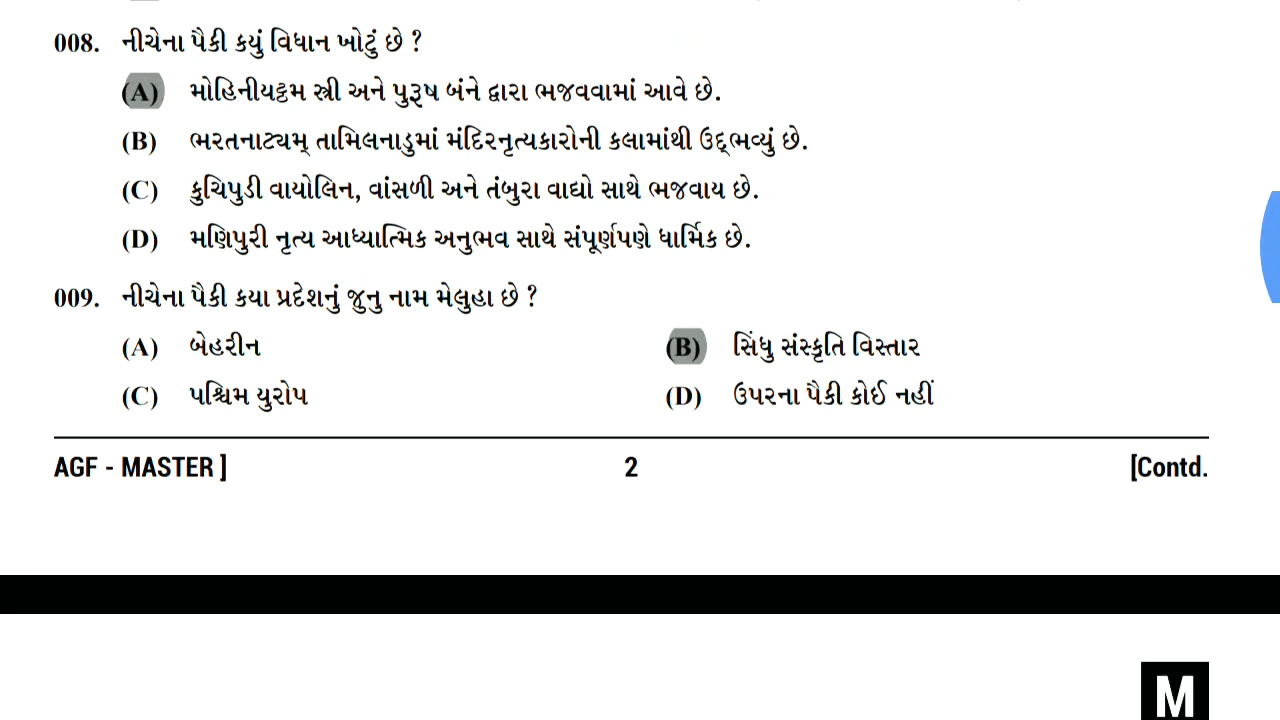 008. નીચેના પૈકી કયું વિધાન ખોટું છે ?
(A) મોહિનીયટ્ટમ સ્ત્રી અને પુરૂષ બંને દ્વારા ભજવવામાં આવે છે.
(B) ભરતનાટ્યમ્ તામિલનાડુમાં મંદિરનૃત્યકારોની કલામાંથી ઉદ્ભવ્યું છે.
(C) કુચિપુડી વાયોલિન, વાંસળી અને તંબુરા વાદ્યો સાથે ભજવાય છે.
(D) મણિપુરી નૃત્ય આધ્યાત્મિક અનુભવ સાથે સંપૂર્ણપણે ધાર્મિક છે.
009. નીચેના પૈકી કયા પ્રદેશનું જુનુ નામ મેલુહા છે ?
(A) બેહરીન (B) સિંધુ સંસ્કૃતિ વિસ્તાર
(C) પશ્ચિમ યુરોપ (D) ઉપરના પૈકી કોઈ નહીં
AGF - MASTER ] 2 [Contd.
M